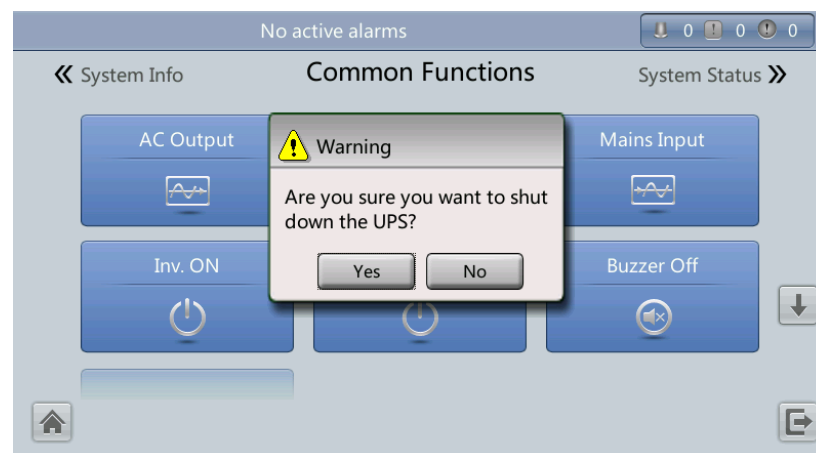 No active alarms
0 0 0
« System Info
Common Functions
System Status »
AC Output
Mains Input
Warning
Are you sure you want to shut
down the UPS?
Yes
No
Inv. ON
Buzzer Off